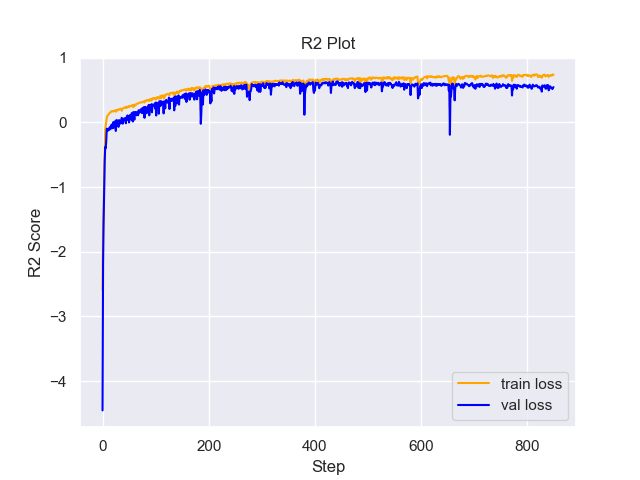 R2 Plot
1
0
−1
−2
−3
−4
R2 Score
0
200
400
600
800
Step
train loss
val loss